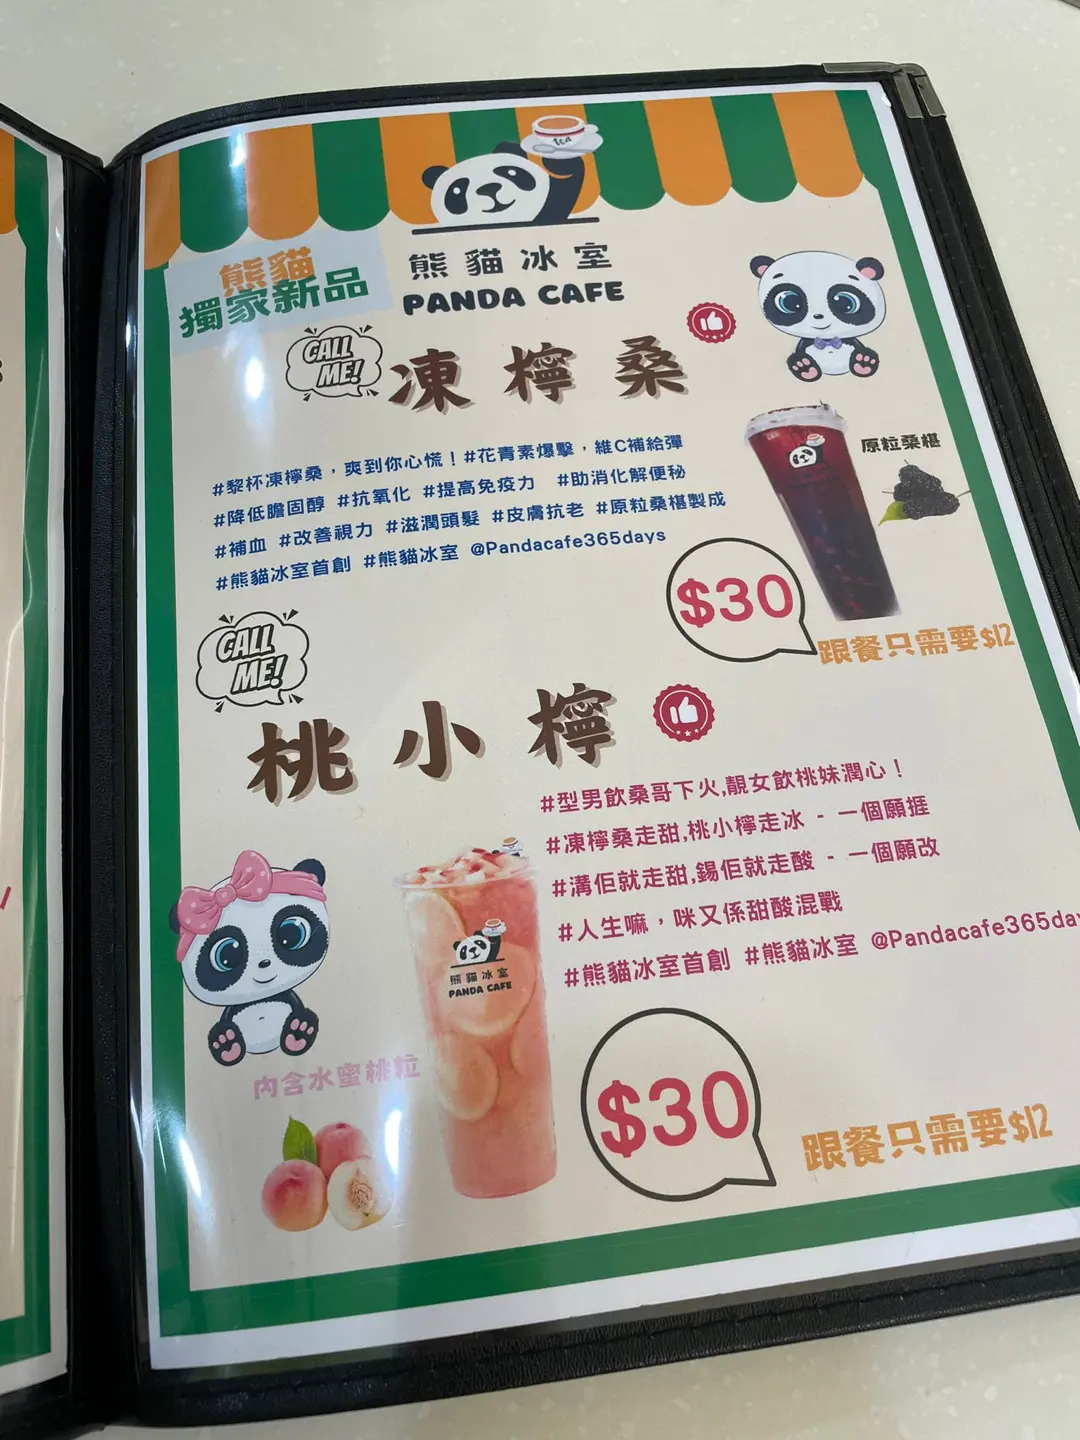 tea
熊貓冰室
PANDA CAFE
熊貓
獨家新品
CALL
ME!
凍檸桑
原粒桑椹
#黎杯凍檸桑，爽到你心慌！#花青素爆擊，維C補給彈
#降低膽固醇 #抗氧化 #提高免疫力 #助消化解便秘
#補血 #改善視力 #滋潤頭髮 #皮膚抗老 #原粒桑椹製成
#熊貓冰室首創 #熊貓冰室 @Pandacafe365days
$30
跟餐只需要$12
CALL
ME!
桃小檸
#型男飲桑哥下火,靚女飲桃妹潤心！
#凍檸桑走甜,桃小檸走冰 - 一個願捱
#溝佢就走甜,錫佢就走酸 - 一個願改
#人生嘛，咪又係甜酸混戰
#熊貓冰室首創 #熊貓冰室 @Pandacafe365day
熊貓冰室
PANDA CAFE
內含水蜜桃粒
$30
跟餐只需要$12